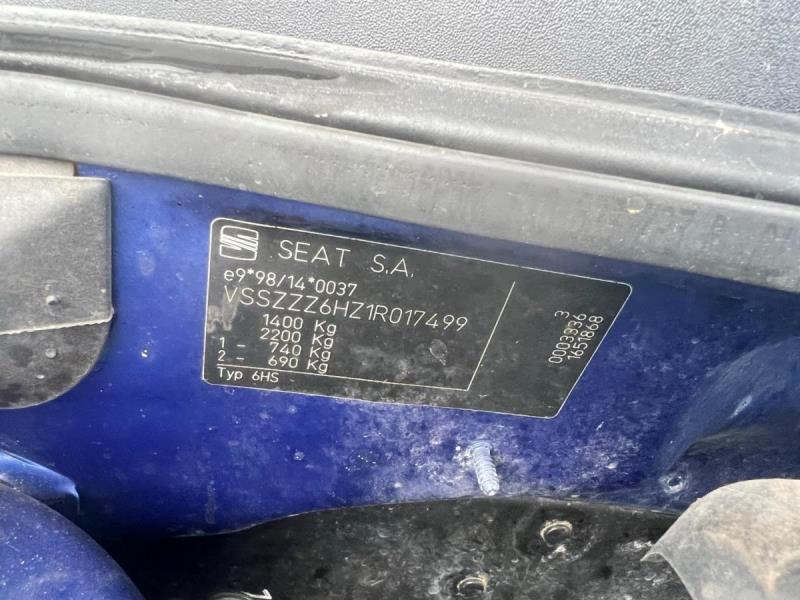 SEAT S.A.
e9*98/14*0037
VSSZZZ6HZ1R017499
1400 Kg
2200 Kg
1 - 740 Kg
2 - 690 Kg
Typ 6HS
3
0003336
1651868